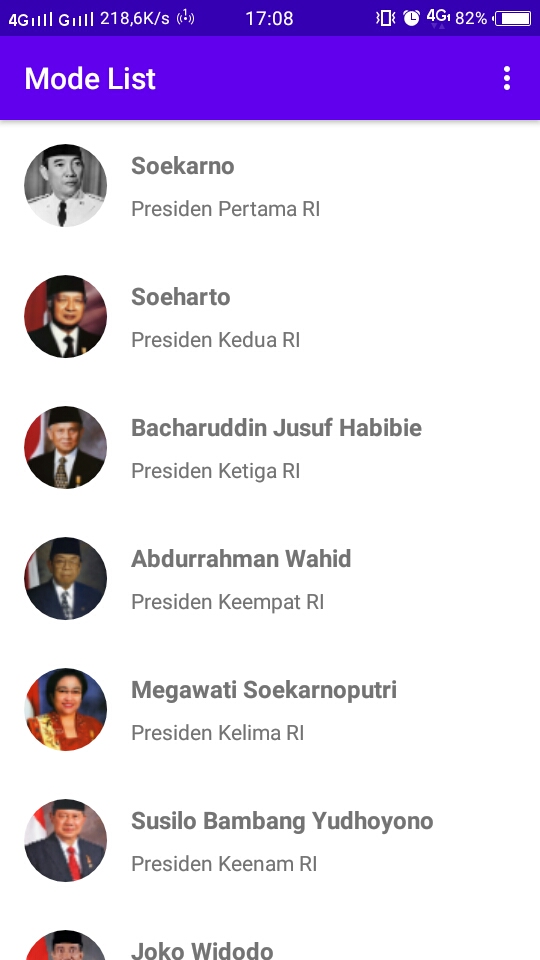 4G G 218,6K/s 17:08 4G 82%
Mode List
Soekarno
Presiden Pertama RI
Soeharto
Presiden Kedua RI
Bacharuddin Jusuf Habibie
Presiden Ketiga RI
Abdurrahman Wahid
Presiden Keempat RI
Megawati Soekarnoputri
Presiden Kelima RI
Susilo Bambang Yudhoyono
Presiden Keenam RI
Joko Widodo